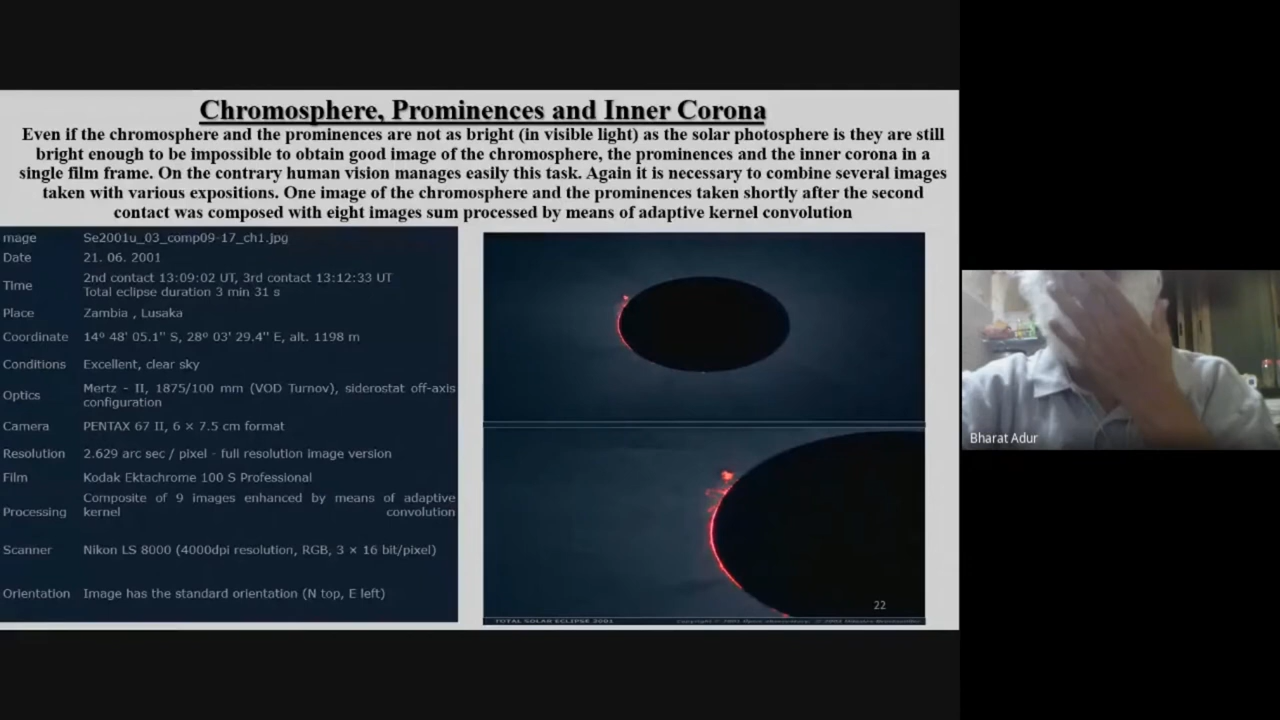 Chromosphere, Prominences and Inner Corona
Even if the chromosphere and the prominences are not as bright (in visible light) as the solar photosphere is they are still
bright enough to be impossible to obtain good image of the chromosphere, the prominences and the inner corona in a
single film frame. On the contrary human vision manages easily this task. Again it is necessary to combine several images
taken with various expositions. One image of the chromosphere and the prominences taken shortly after the second
contact was composed with eight images sum processed by means of adaptive kernel convolution
mage Se2001u_03_comp09-17_ch1.jpg
Date 21. 06. 2001
Time 2nd contact 13:09:02 UT, 3rd contact 13:12:33 UT
Total eclipse duration 3 min 31 s
Place Zambia , Lusaka
Coordinate 14º 48' 05.1'' S, 28º 03' 29.4'' E, alt. 1198 m
Conditions Excellent, clear sky
Optics Mertz - II, 1875/100 mm (VOD Turnov), siderostat off-axis
configuration
Camera PENTAX 67 II, 6 × 7.5 cm format
Resolution 2.629 arc sec / pixel - full resolution image version
Film Kodak Ektachrome 100 S Professional
Processing Composite of 9 images enhanced by means of adaptive
kernel convolution
Scanner Nikon LS 8000 (4000dpi resolution, RGB, 3 × 16 bit/pixel)
Orientation Image has the standard orientation (N top, E left)
22
TOTAL SOLAR ECLIPSE 2001
Bharat Adur